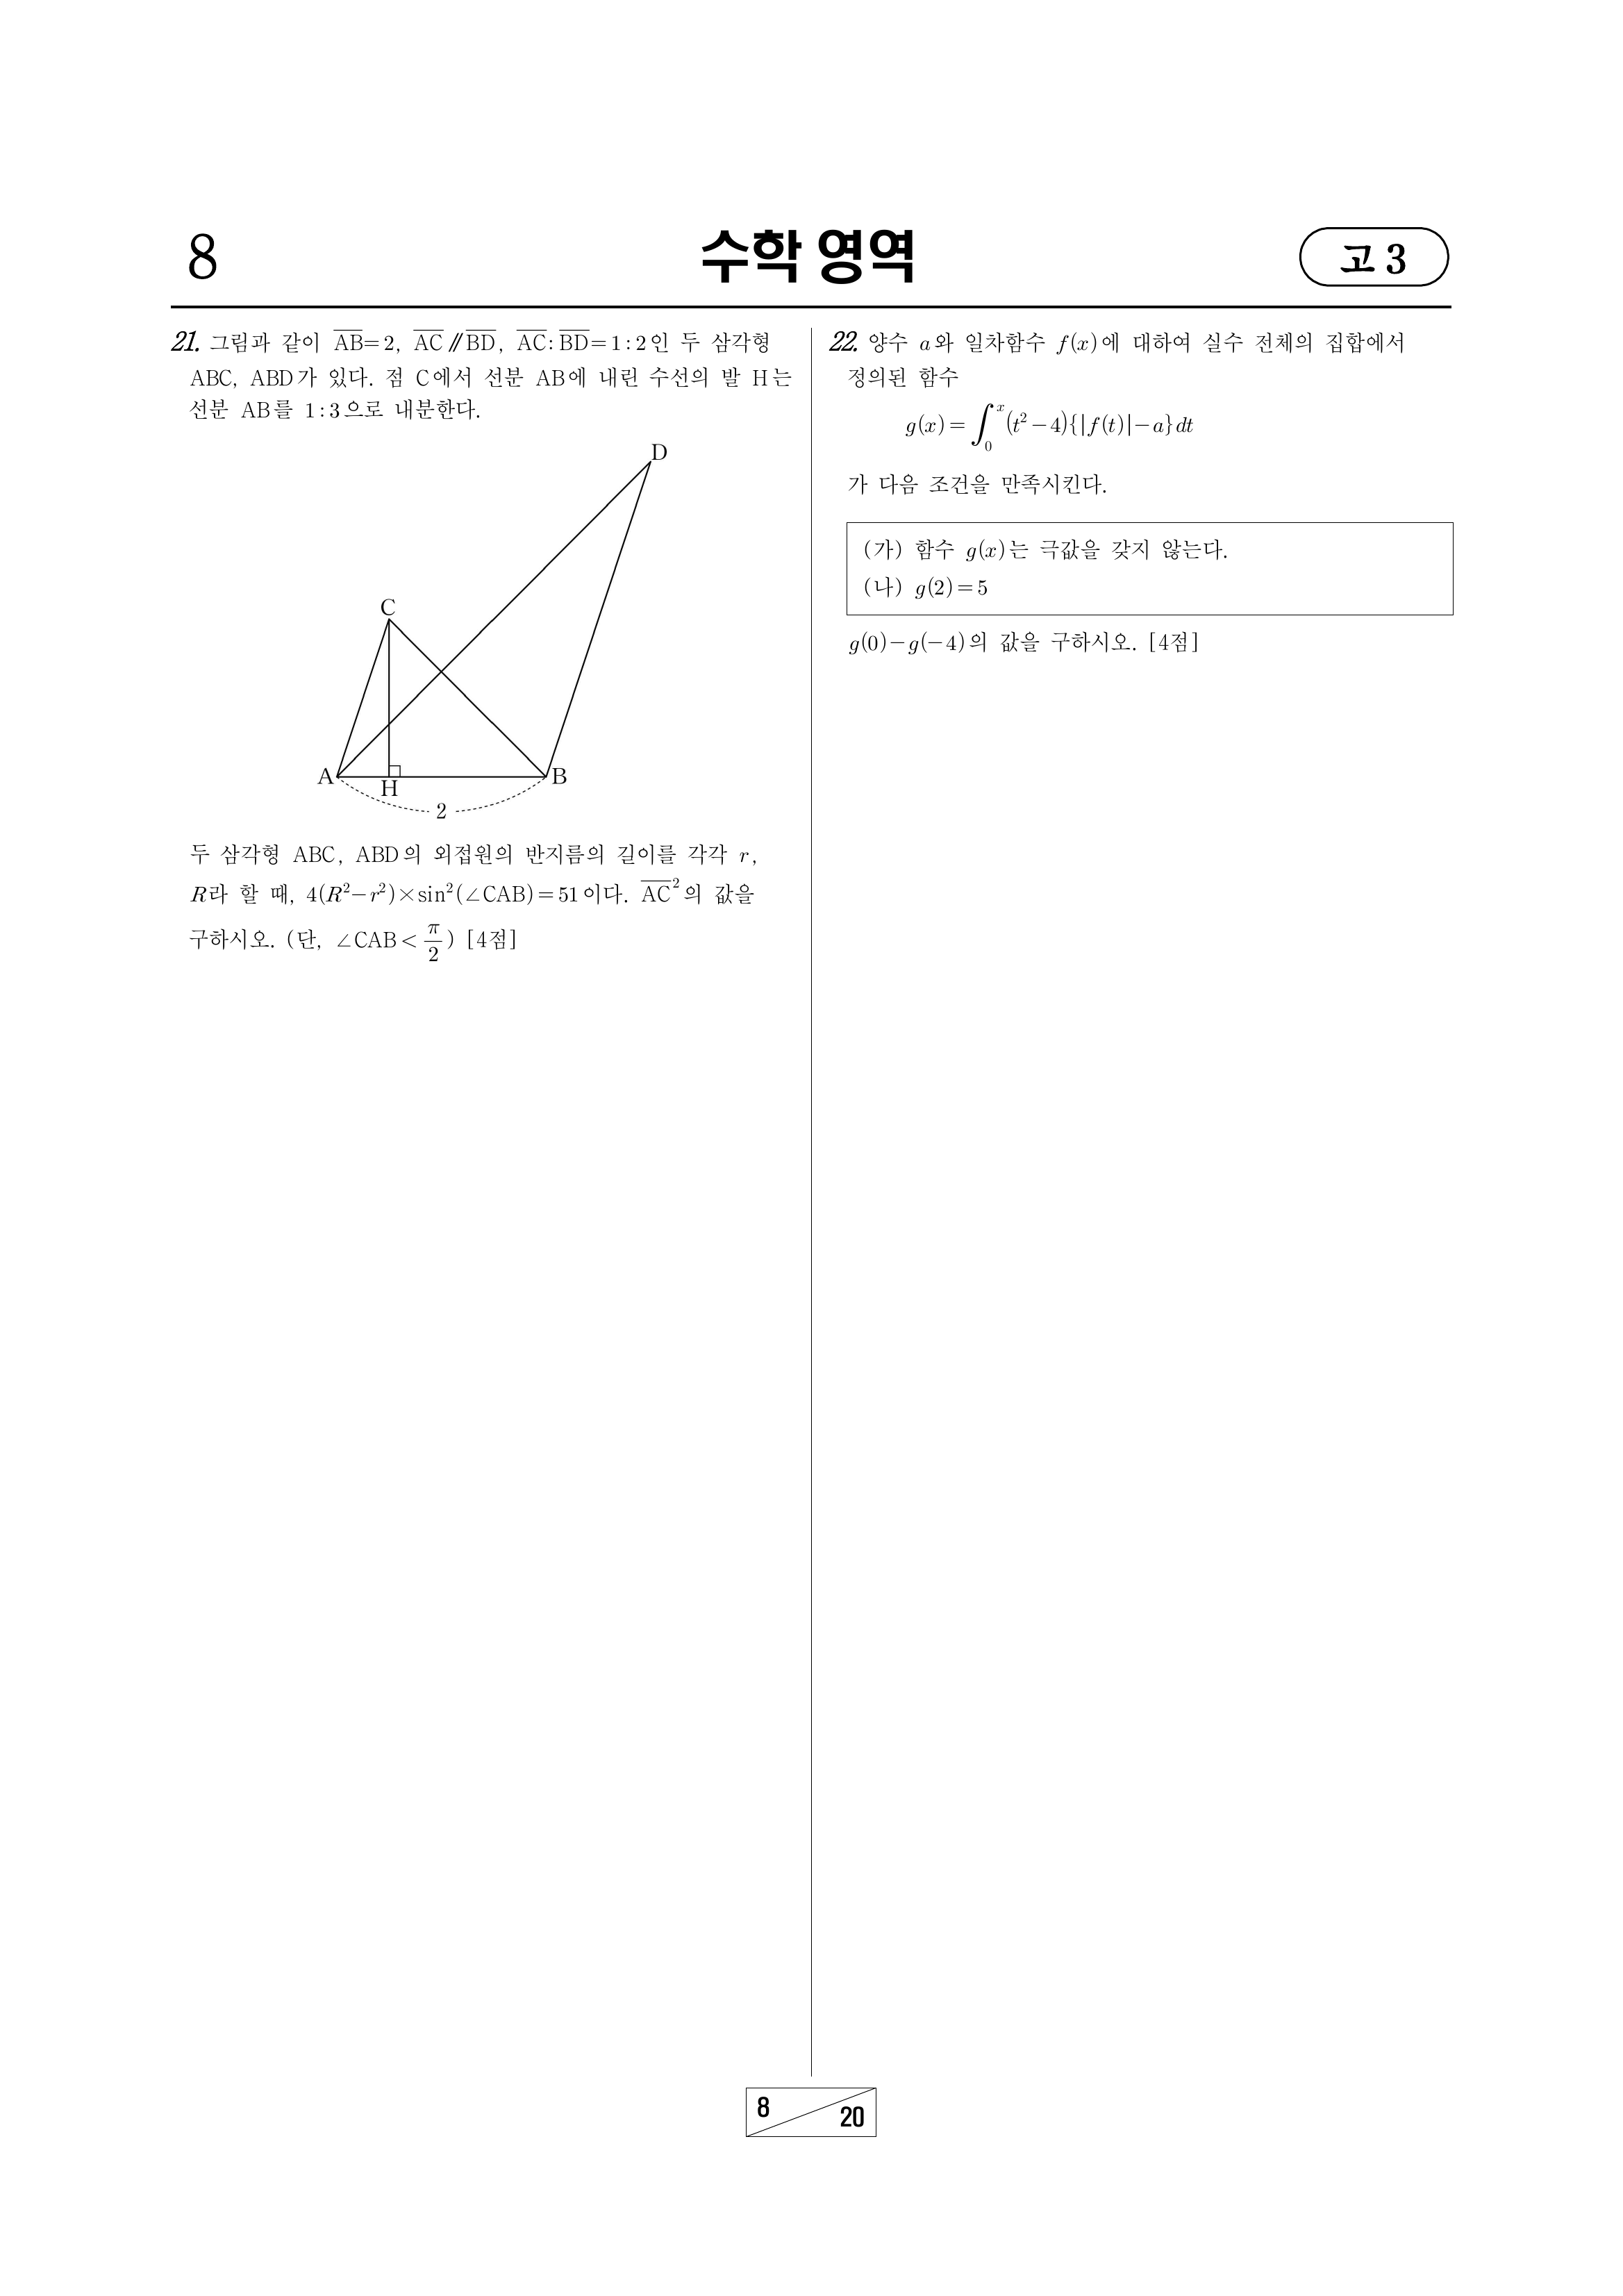 8
수학 영역
고 3
21. 그림과 같이 $\overline{AB}=2$, $\overline{AC} \parallel \overline{BD}$, $\overline{AC}:\overline{BD}=1:2$인 두 삼각형
ABC, ABD가 있다. 점 C에서 선분 AB에 내린 수선의 발 H는
선분 AB를 1:3으로 내분한다.
D
C
A
H
B
2
두 삼각형 ABC, ABD의 외접원의 반지름의 길이를 각각 $r$,
$R$라 할 때, $4(R^2-r^2)\times\sin^2(\angle CAB)=51$이다. $\overline{AC}^2$의 값을
구하시오. (단, $\angle CAB<\frac{\pi}{2}$) [4점]
22. 양수 $a$와 일차함수 $f(x)$에 대하여 실수 전체의 집합에서
정의된 함수
$g(x)=\int_0^x (t^2-4)\{|f(t)|-a\}dt$
가 다음 조건을 만족시킨다.
(가) 함수 $g(x)$는 극값을 갖지 않는다.
(나) $g(2)=5$
$g(0)-g(-4)$의 값을 구하시오. [4점]
8
20